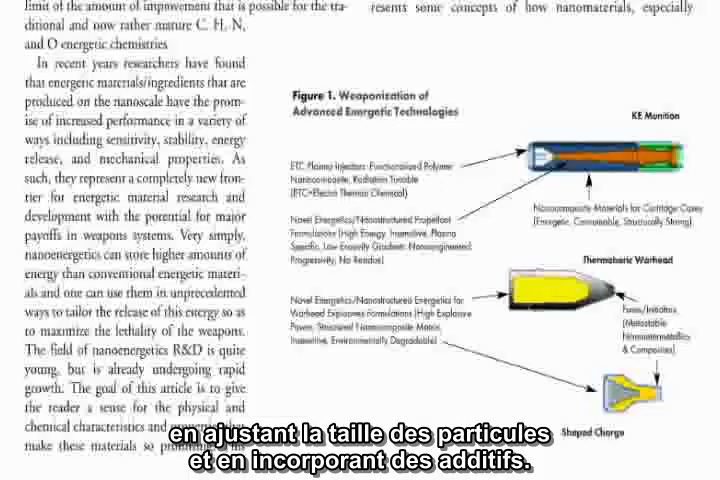 limit of the amount of improvement that is possible for the tra-
ditional and now rather mature C, H, N,
and O energetic chemistries
In recent years researchers have found
that energetic materials/ingredients that are
produced on the nanoscale have the prom-
ise of increased performance in a variety of
ways including sensitivity, stability, energy
release, and mechanical properties. As
such, they represent a completely new fron-
tier for energetic material research and
development with the potential for major
payoffs in weapons systems. Very simply,
nanoenergetics can store higher amounts of
energy than conventional energetic materi-
als and one can use them in unprecedented
ways to tailor the release of this energy so as
to maximize the lethality of the weapons.
The field of nanoenergetics R&D is quite
young, but is already undergoing rapid
growth. The goal of this article is to give
the reader a sense for the physical and
chemical characteristics and
make these materials so
resents some concepts of how nanomaterials, especially
Figure 1. Weaponization of
Advanced Energetic Technologies
KE Munition
ETC Plasma Injectors: Functionalized Polymer
Nanocomposite, Radiation Tunable
(ETC=Electro Thermal Chemical)
Nanocomposite Materials for Cartridge Cases
(Energetic, Consumable, Structurally Strong)
Novel Energetics/Nanostructured Propellant
Formulations (High Energy, Insensitive, Plasma
Specific, Low Erosivity Gradient: Nanoengineered
Progressivity, No Residue)
Thermobaric Warhead
Novel Energetics/Nanostructured Energetics for
Warhead Explosives Formulations (High Explosive
Power, Structural Nanocomposite Matrix,
Insensitive, Environmentally Degradable)
Fuzes/Initiators
(Metastable
Nanointermetallics
& Composites)
Shaped Charge
en ajustant la taille des particules
et en incorporant des additifs.